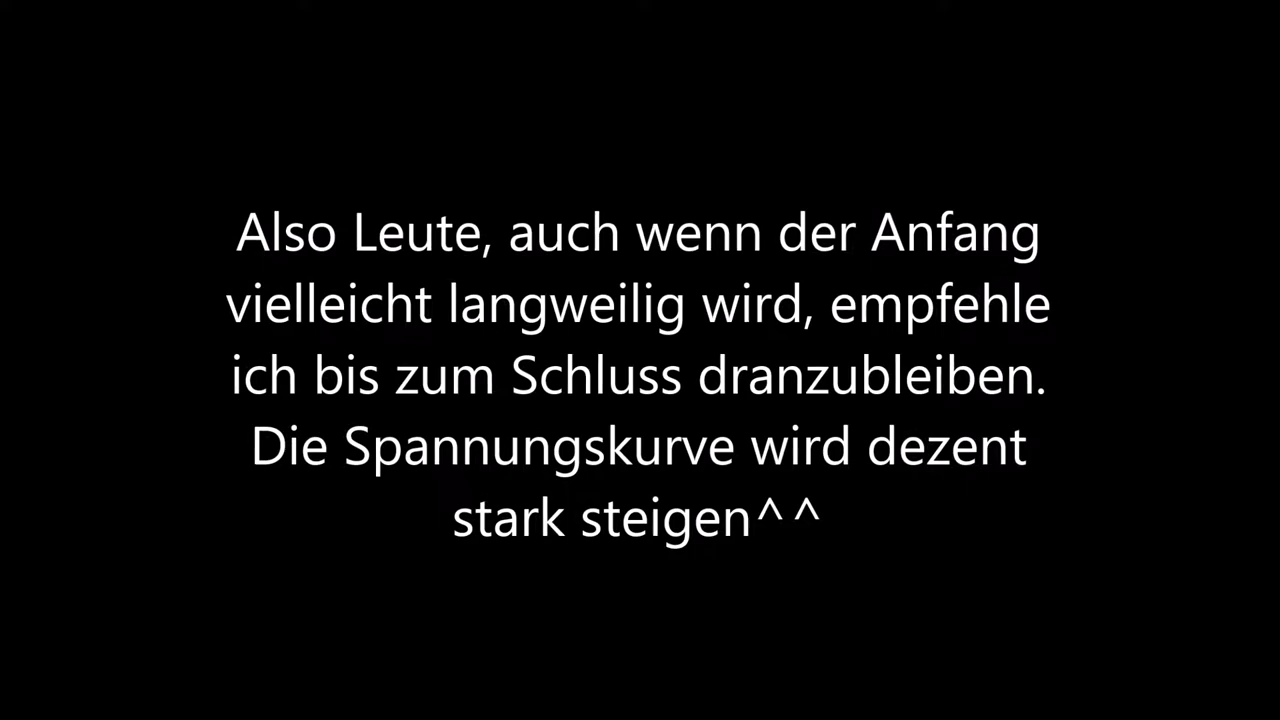 Also Leute, auch wenn der Anfang
vielleicht langweilig wird, empfehle
ich bis zum Schluss dranzubleiben.
Die Spannungskurve wird dezent
stark steigen^^